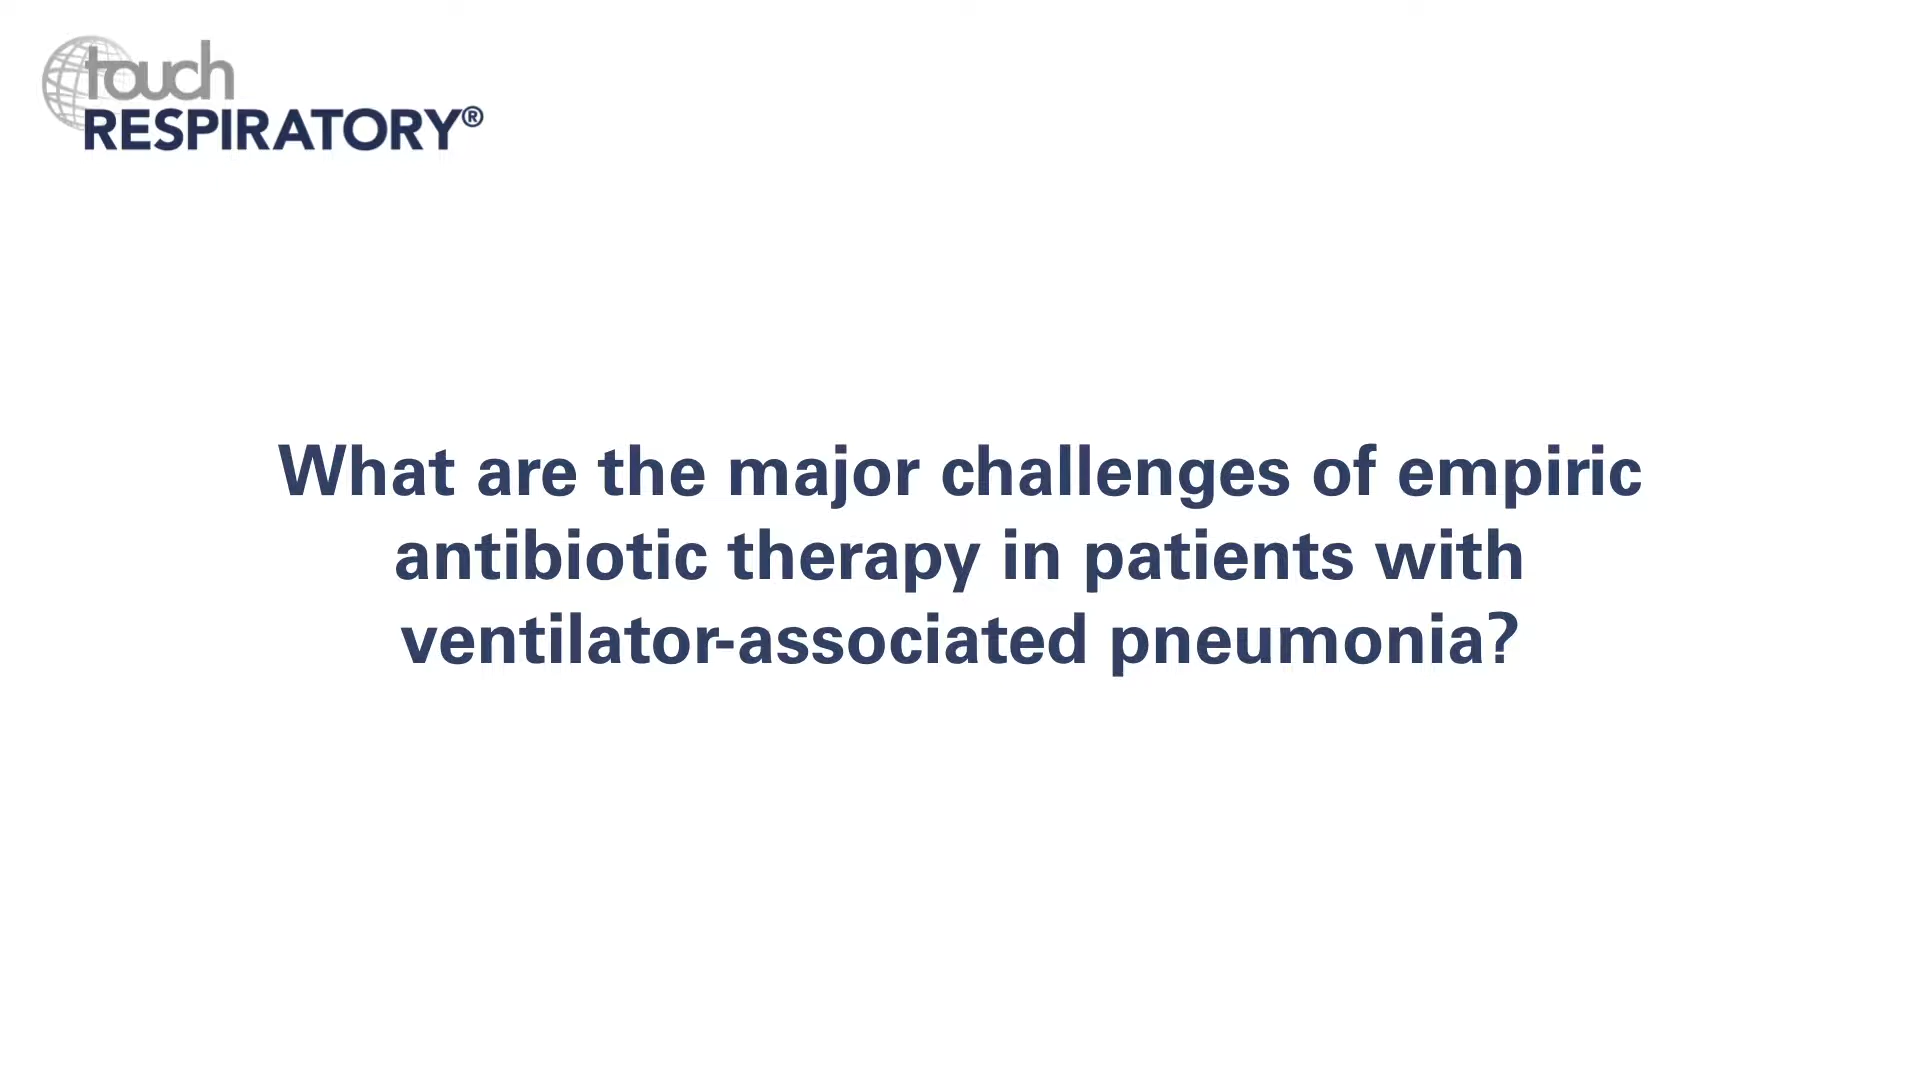 touch
RESPIRATORY®
What are the major challenges of empiric
antibiotic therapy in patients with
ventilator-associated pneumonia?